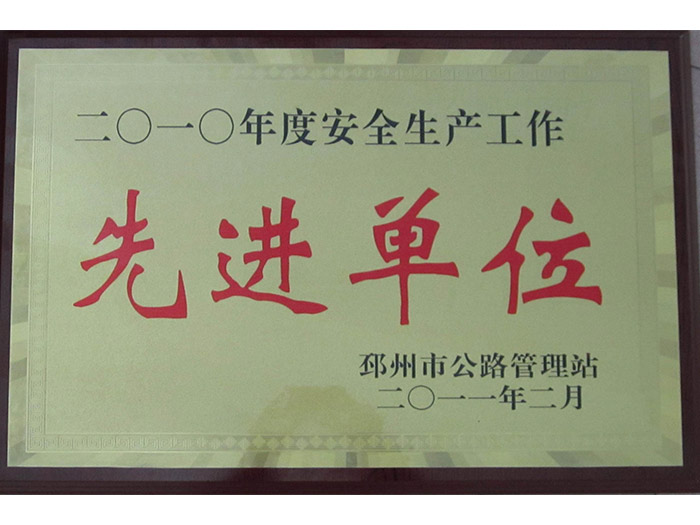 二〇一〇年度安全生产工作
先进单位
邳州市公路管理站
二〇一一年二月